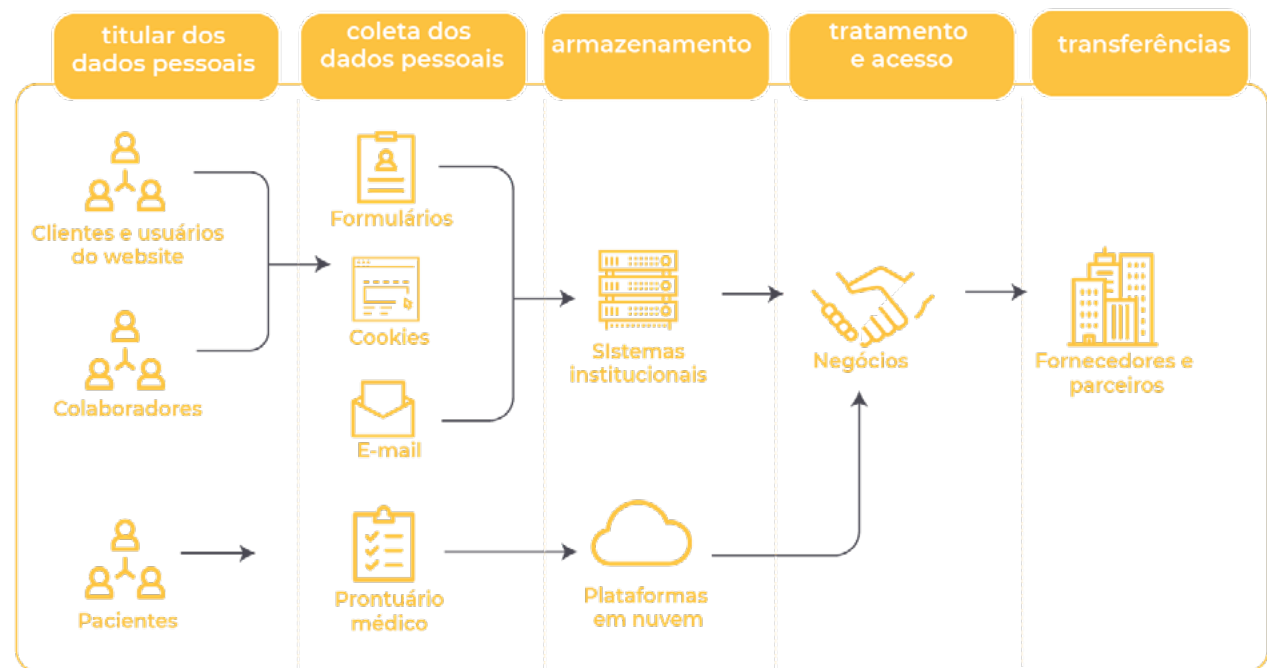 titular dos
dados pessoais
coleta dos
dados pessoais
armazenamento
tratamento
e acesso
transferências
Clientes e usuários
do website
Colaboradores
Pacientes
Formulários
Cookies
E-mail
Prontuário
médico
Sistemas
institucionais
Plataformas
em nuvem
Negócios
Fornecedores e
parceiros